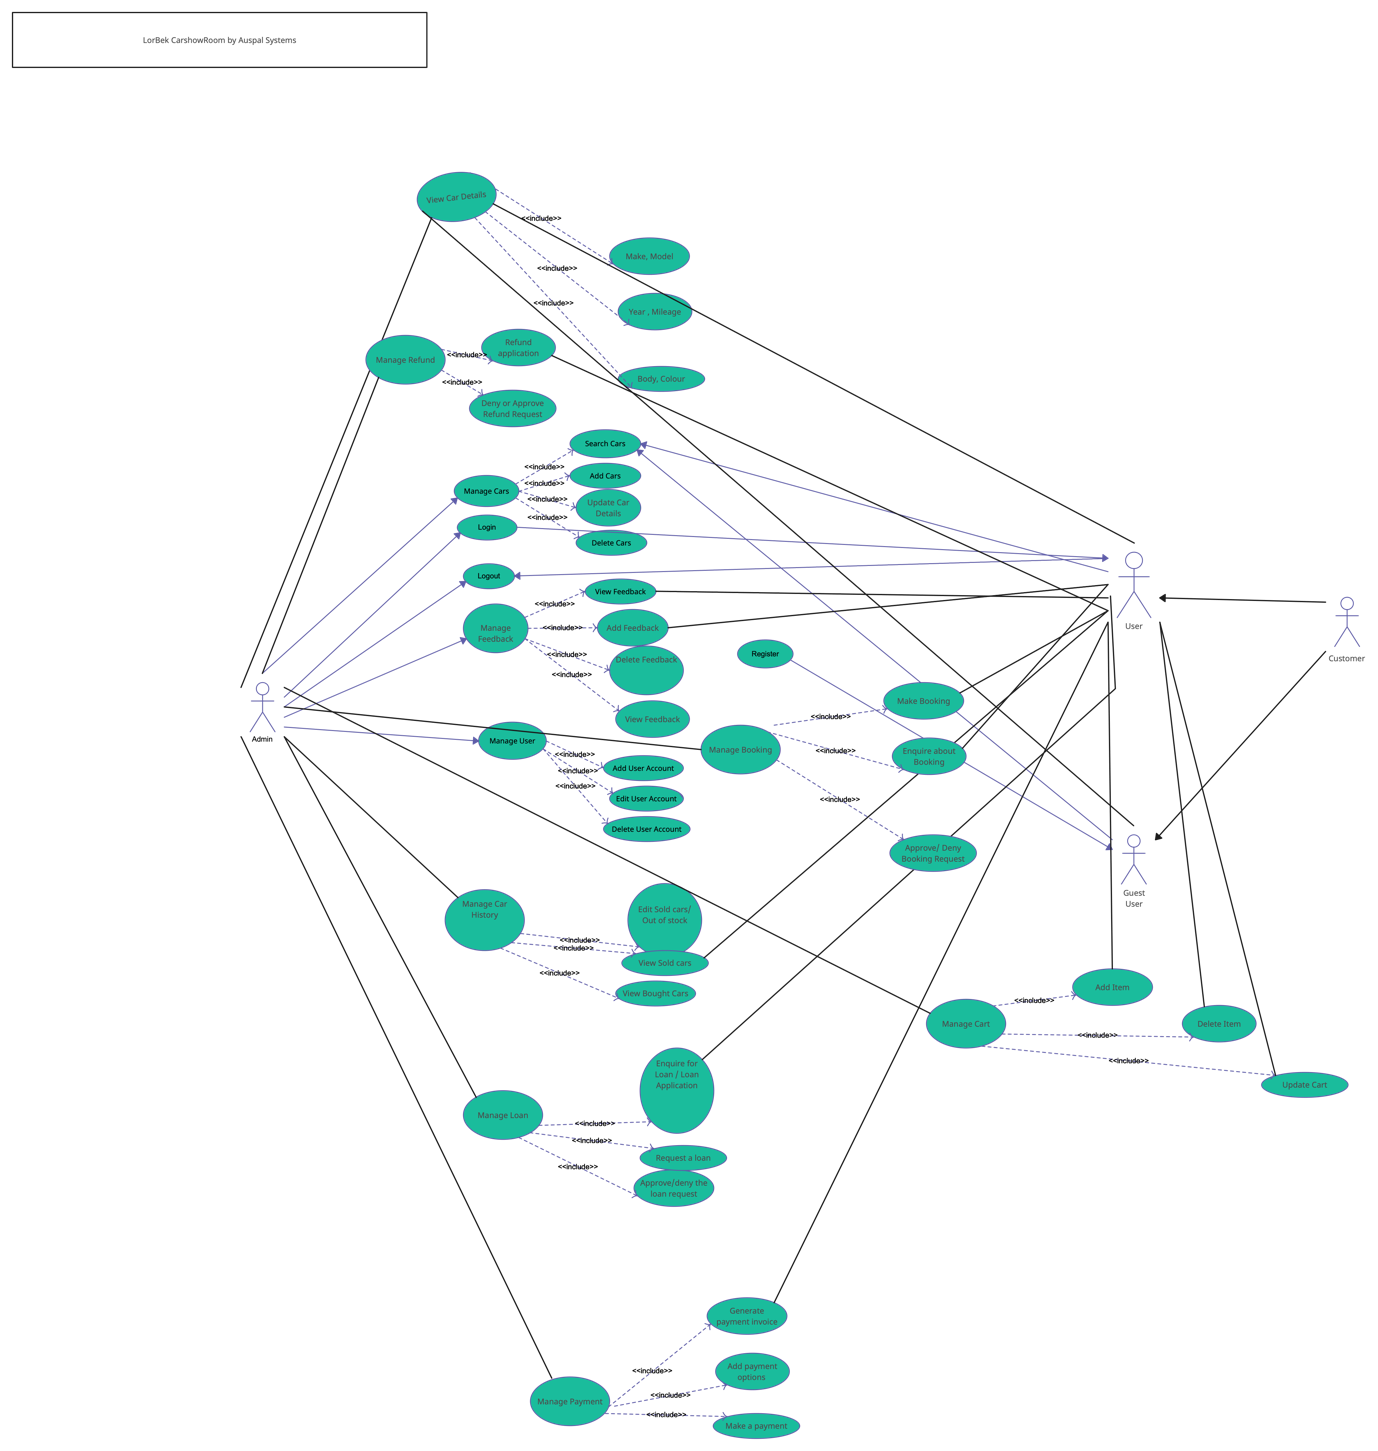 LorBek CarshowRoom by Auspal Systems
View Car Details
<<include>>
Make, Model
<<include>>
<<include>>
Year , Mileage
Manage Refund
<<include>>
Refund
application
<<include>>
Deny or Approve
Refund Request
Body, Colour
Search Cars
Manage Cars
<<include>>
<<include>>
<<include>>
<<include>>
Add Cars
Update Car
Details
Delete Cars
Login
Logout
Manage
Feedback
<<include>>
<<include>>
<<include>>
<<include>>
View Feedback
Add Feedback
Delete Feedback
View Feedback
Register
User
Customer
Admin
Manage User
<<include>>
<<include>>
<<include>>
Add User Account
Edit User Account
Delete User Account
Manage Booking
<<include>>
<<include>>
<<include>>
Make Booking
Enquire about
Booking
Approve/ Deny
Booking Request
Guest
User
Manage Car
History
<<include>>
<<include>>
<<include>>
Edit Sold cars/
Out of stock
View Sold cars
View Bought Cars
Manage Cart
<<include>>
<<include>>
<<include>>
Add Item
Delete Item
Update Cart
Manage Loan
<<include>>
<<include>>
<<include>>
Enquire for
Loan / Loan
Application
Request a loan
Approve/deny the
loan request
Manage Payment
<<include>>
<<include>>
<<include>>
Generate
payment invoice
Add payment
options
Make a payment